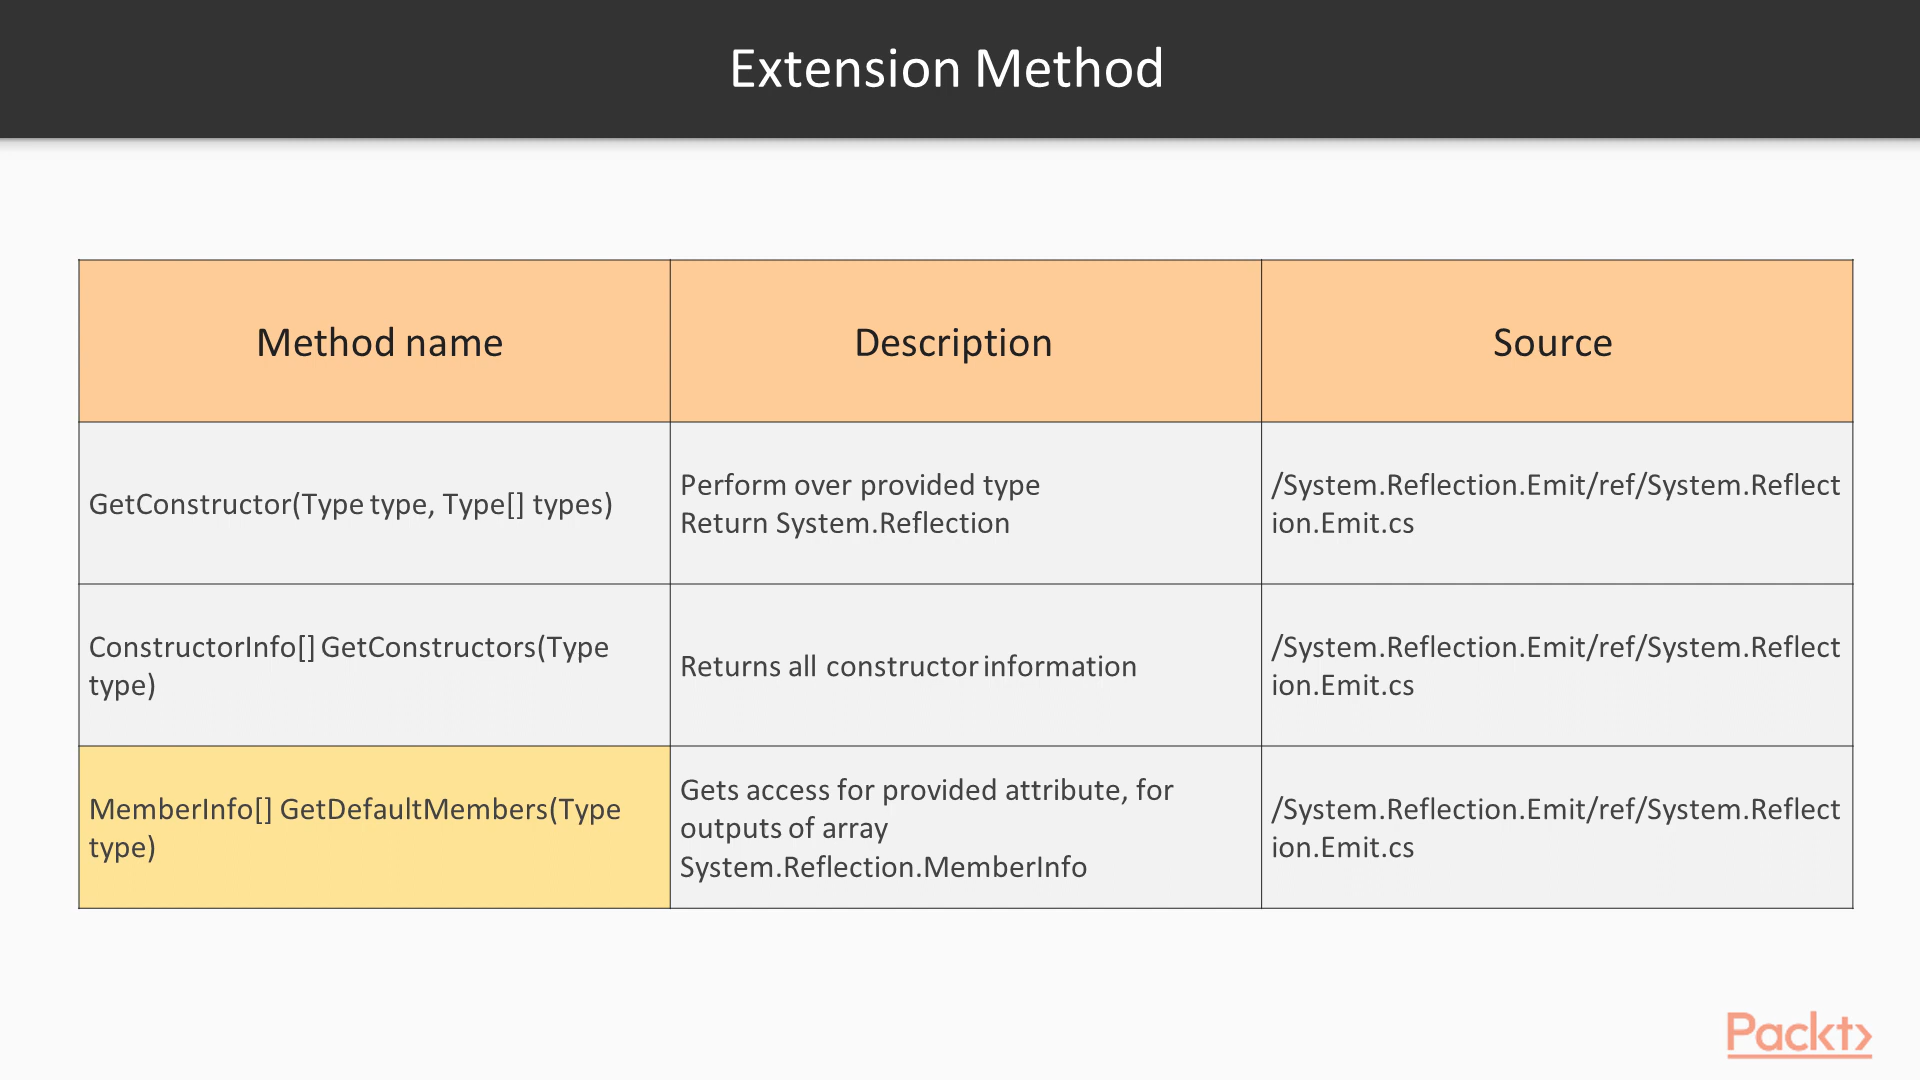 Extension Method
Method name
Description
Source
GetConstructor(Type type, Type[] types)
Perform over provided type
Return System.Reflection
/System.Reflection.Emit/ref/System.Reflect
ion.Emit.cs
ConstructorInfo[] GetConstructors(Type
type)
Returns all constructor information
/System.Reflection.Emit/ref/System.Reflect
ion.Emit.cs
MemberInfo[] GetDefaultMembers(Type
type)
Gets access for provided attribute, for
outputs of array
System.Reflection.MemberInfo
/System.Reflection.Emit/ref/System.Reflect
ion.Emit.cs
Packt>